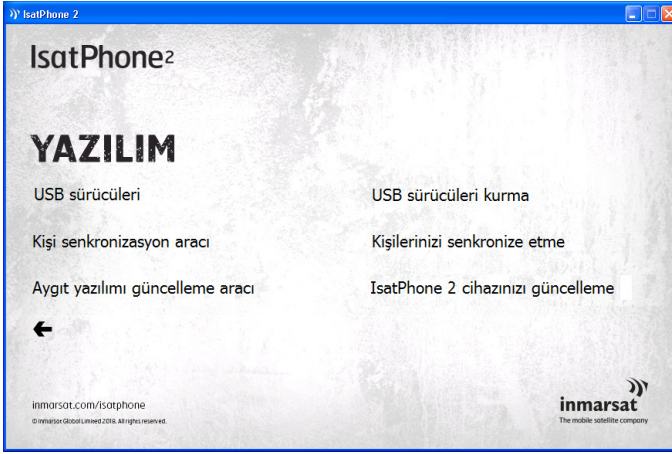 IsatPhone 2
IsatPhone2
YAZILIM
USB sürücüleri
USB sürücüleri kurma
Kişi senkronizasyon aracı
Kişilerinizi senkronize etme
Aygıt yazılımı güncelleme aracı
IsatPhone 2 cihazınızı güncelleme
inmarsat.com/isatphone
© Inmarsat Global Limited 2018. All rights reserved.
inmarsat
The mobile satellite company